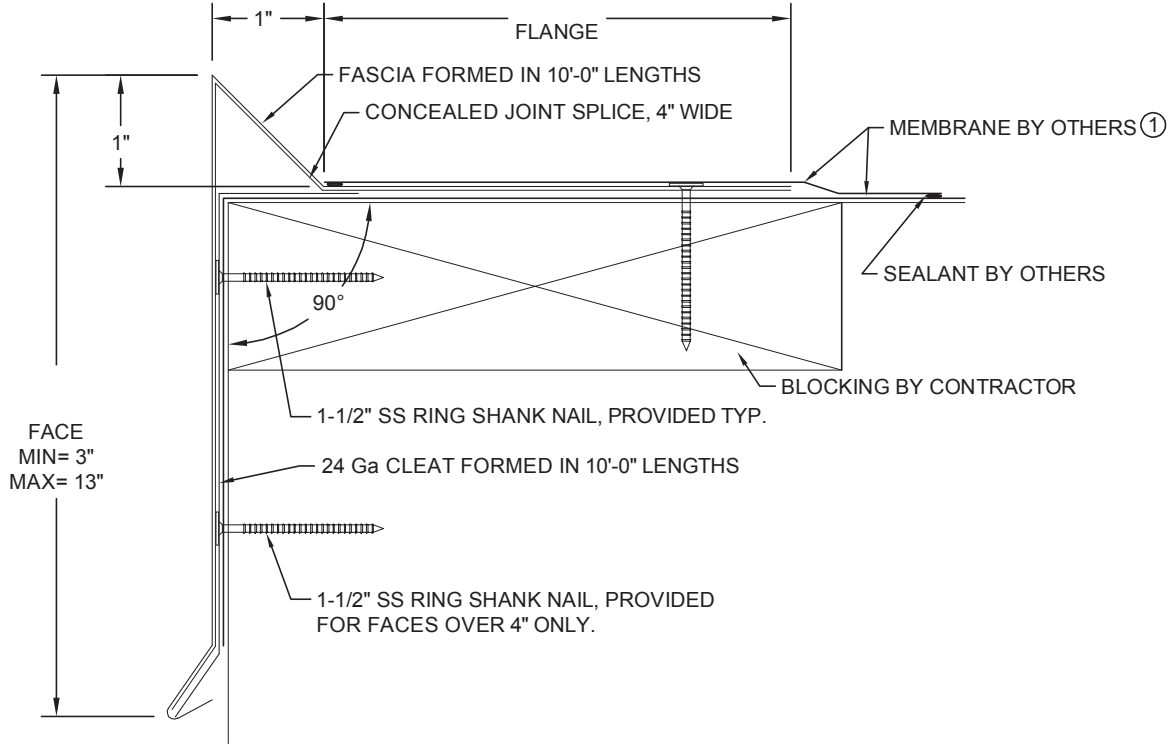 1"
FLANGE
FASCIA FORMED IN 10'-0" LENGTHS
CONCEALED JOINT SPLICE, 4" WIDE
MEMBRANE BY OTHERS ①
1"
SEALANT BY OTHERS
90°
BLOCKING BY CONTRACTOR
1-1/2" SS RING SHANK NAIL, PROVIDED TYP.
FACE
MIN= 3"
MAX= 13"
24 Ga CLEAT FORMED IN 10'-0" LENGTHS
1-1/2" SS RING SHANK NAIL, PROVIDED
FOR FACES OVER 4" ONLY.